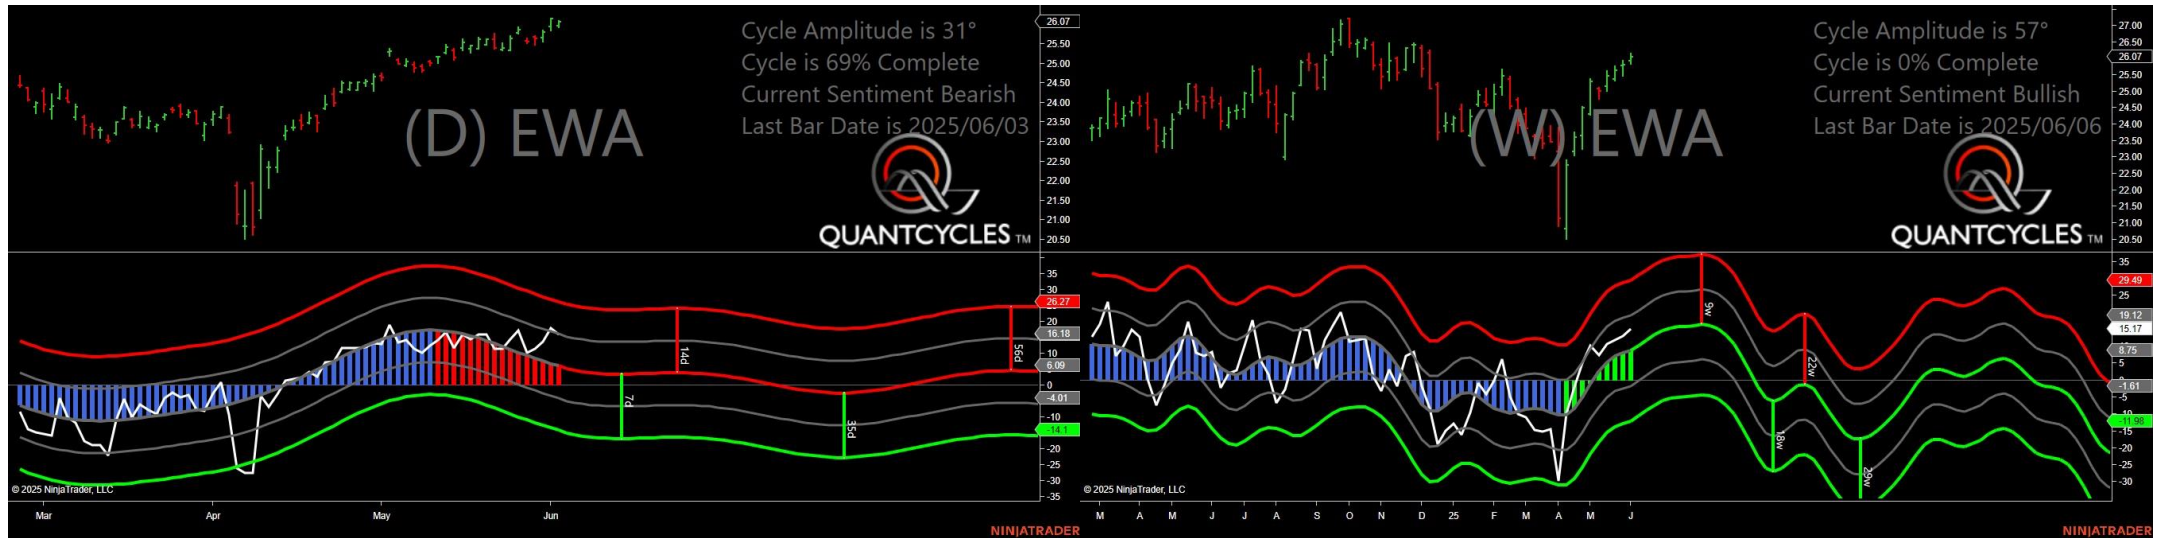 Cycle Amplitude is 31°
Cycle is 69% Complete
Current Sentiment Bearish
Last Bar Date is 2025/06/03
(D) EWA
QUANTCYCLES TM
26.07
25.50
25.00
24.50
24.00
23.50
23.00
22.50
22.00
21.50
21.00
20.50
35
30
26.27
20
16.18
10
6.09
0
-4.01
-10
-14.1
-20
-25
-30
-35
7d
14d
35d
56d
© 2025 NinjaTrader, LLC
Mar Apr May Jun
NINJATRADER
Cycle Amplitude is 57°
Cycle is 0% Complete
Current Sentiment Bullish
Last Bar Date is 2025/06/06
(W) EWA
QUANTCYCLES TM
27.00
26.50
26.07
25.50
25.00
24.50
24.00
23.50
23.00
22.50
22.00
21.50
21.00
20.50
35
29.49
25
19.12
15.17
8.75
5
-1.61
-5
-11.98
-15
-20
-25
-30
9w
18w
22w
29w
© 2025 NinjaTrader, LLC
M A M J J A S O N D 25 F M A M J
NINJATRADER